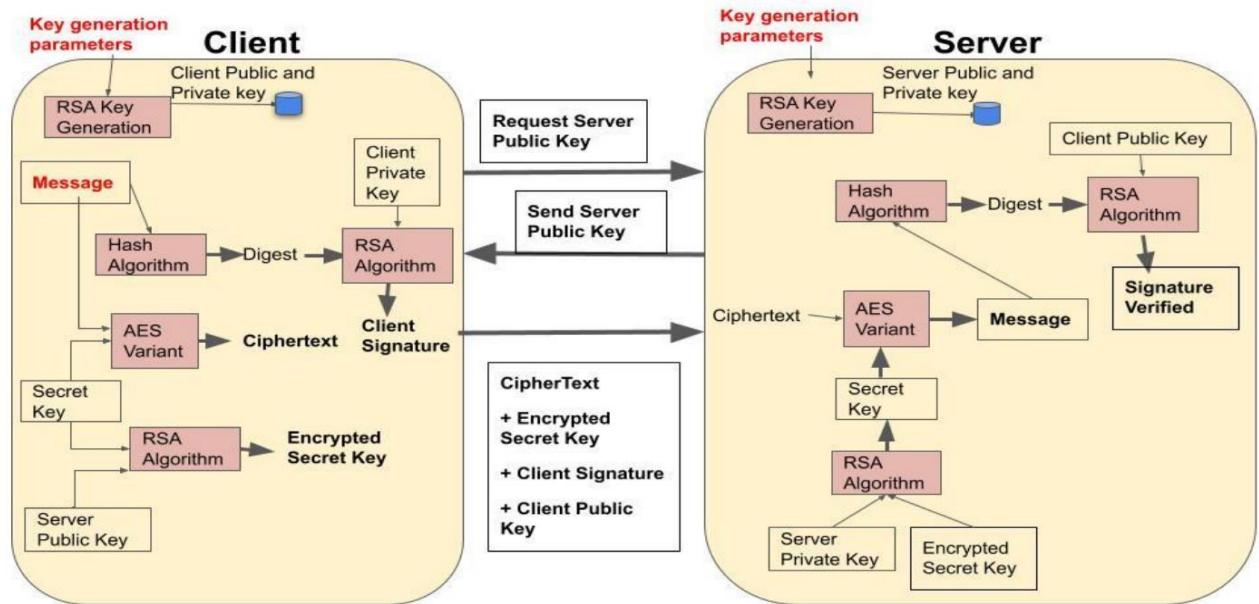 Key generation
parameters
Client
Client Public and
Private key
RSA Key
Generation
Message
Client
Private
Key
Hash
Algorithm
Digest
RSA
Algorithm
AES
Variant
Ciphertext
Client
Signature
Secret
Key
RSA
Algorithm
Encrypted
Secret Key
Server
Public Key
Request Server
Public Key
Send Server
Public Key
CipherText
+ Encrypted
Secret Key
+ Client Signature
+ Client Public
Key
Key generation
parameters
Server
Server Public and
Private key
RSA Key
Generation
Client Public Key
Hash
Algorithm
Digest
RSA
Algorithm
Signature
Verified
Ciphertext
AES
Variant
Message
Secret
Key
RSA
Algorithm
Server
Private Key
Encrypted
Secret Key